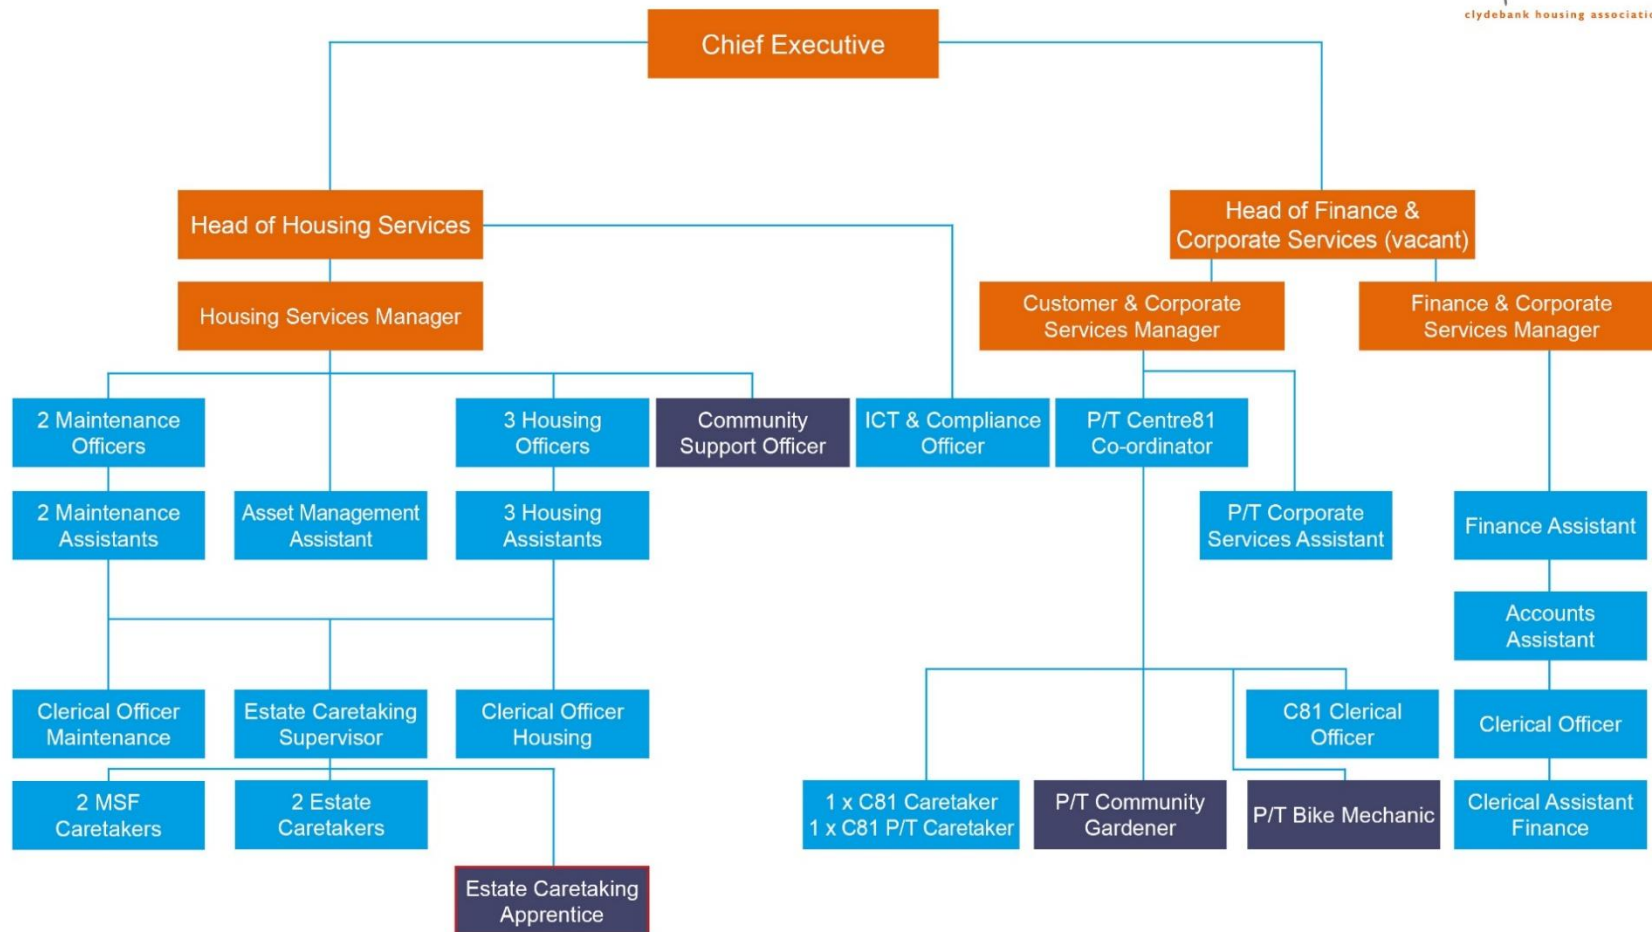 clydebank housing associatio
Chief Executive
Head of Housing Services
Head of Finance &
Corporate Services (vacant)
Housing Services Manager
Customer & Corporate
Services Manager
Finance & Corporate
Services Manager
2 Maintenance
Officers
3 Housing
Officers
Community
Support Officer
ICT & Compliance
Officer
P/T Centre81
Co-ordinator
2 Maintenance
Assistants
Asset Management
Assistant
3 Housing
Assistants
P/T Corporate
Services Assistant
Finance Assistant
Accounts
Assistant
Clerical Officer
Maintenance
Estate Caretaking
Supervisor
Clerical Officer
Housing
C81 Clerical
Officer
Clerical Officer
2 MSF
Caretakers
2 Estate
Caretakers
1 x C81 Caretaker
1 x C81 P/T Caretaker
P/T Community
Gardener
P/T Bike Mechanic
Clerical Assistant
Finance
Estate Caretaking
Apprentice